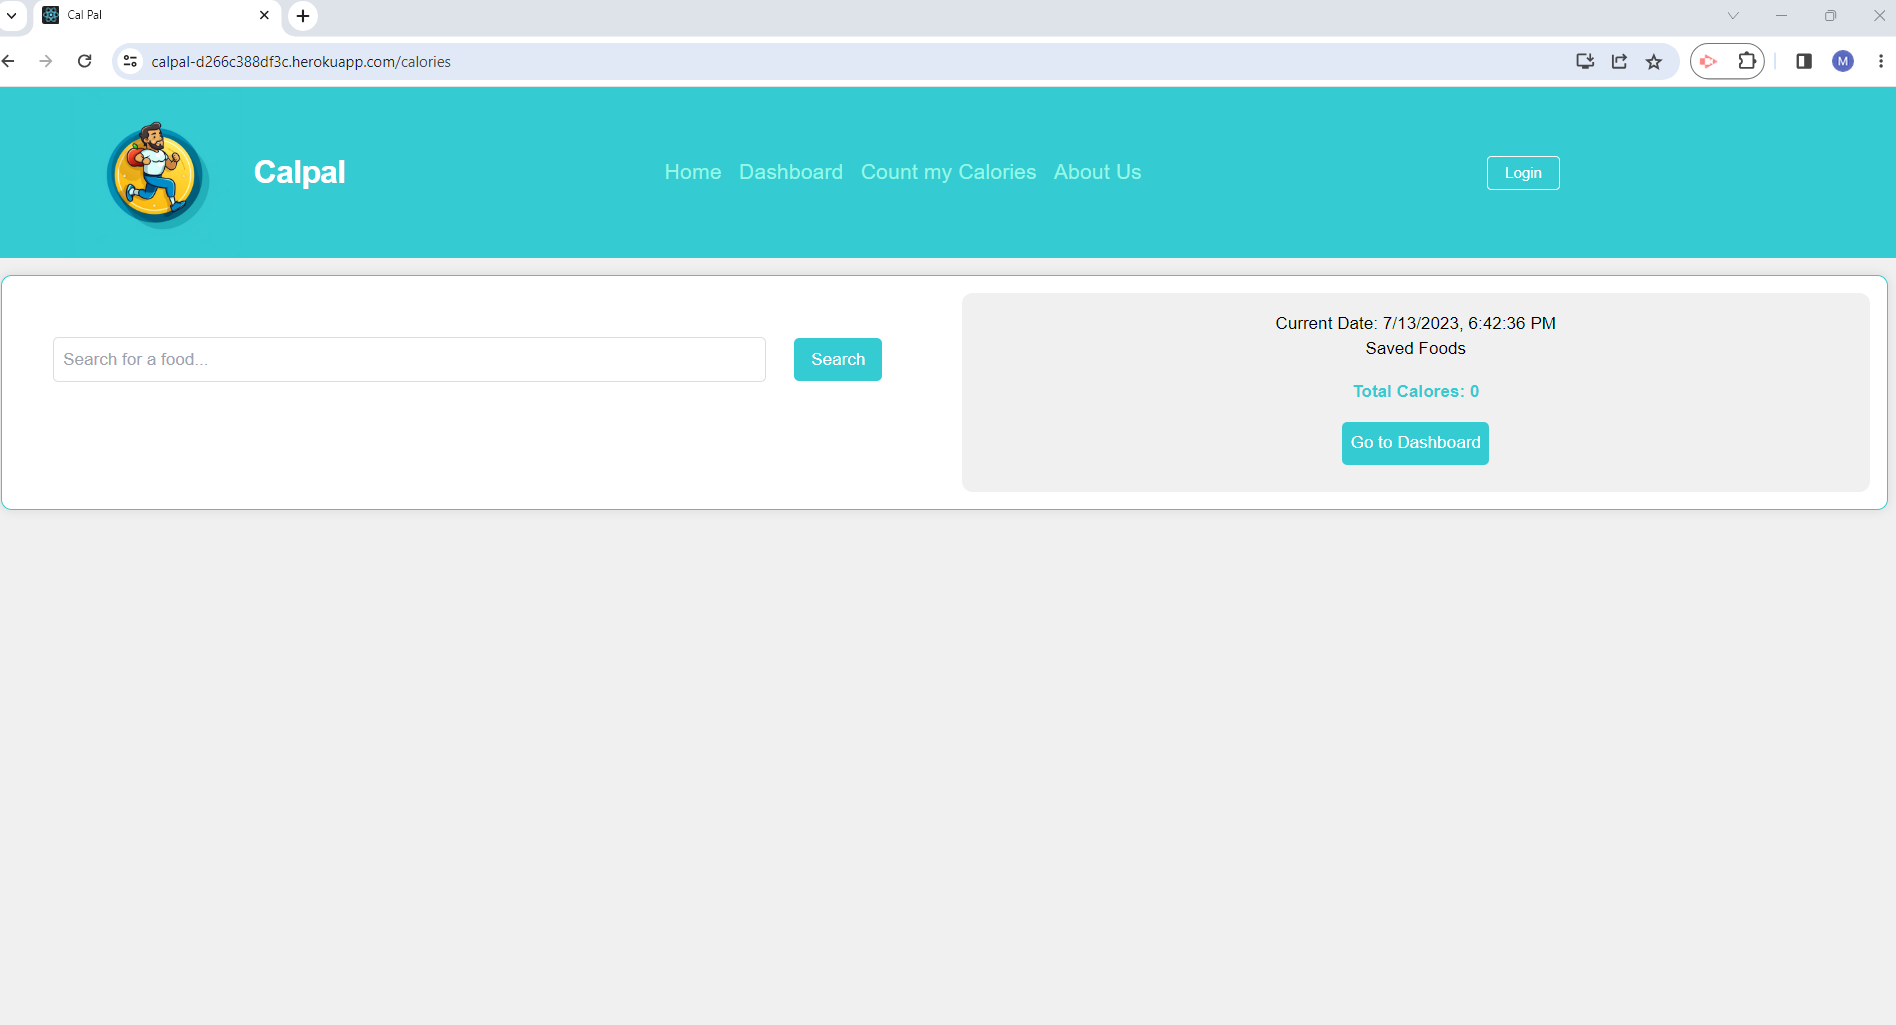 Cal Pal
calpal-d266c388df3c.herokuapp.com/calories
M
Calpal
Home Dashboard Count my Calories About Us
Login
Search for a food...
Search
Current Date: 7/13/2023, 6:42:36 PM
Saved Foods
Total Calores: 0
Go to Dashboard